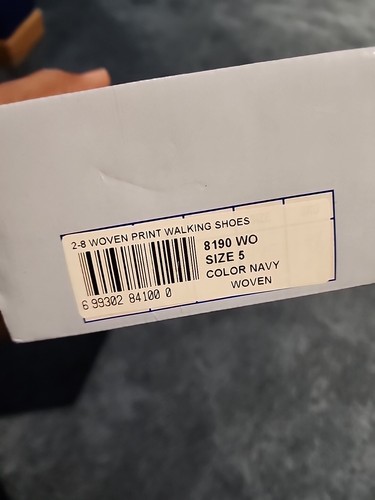 2-8 WOVEN PRINT WALKING SHOES
8190 WO
SIZE 5
COLOR NAVY
WOVEN
6 99302 84100 0